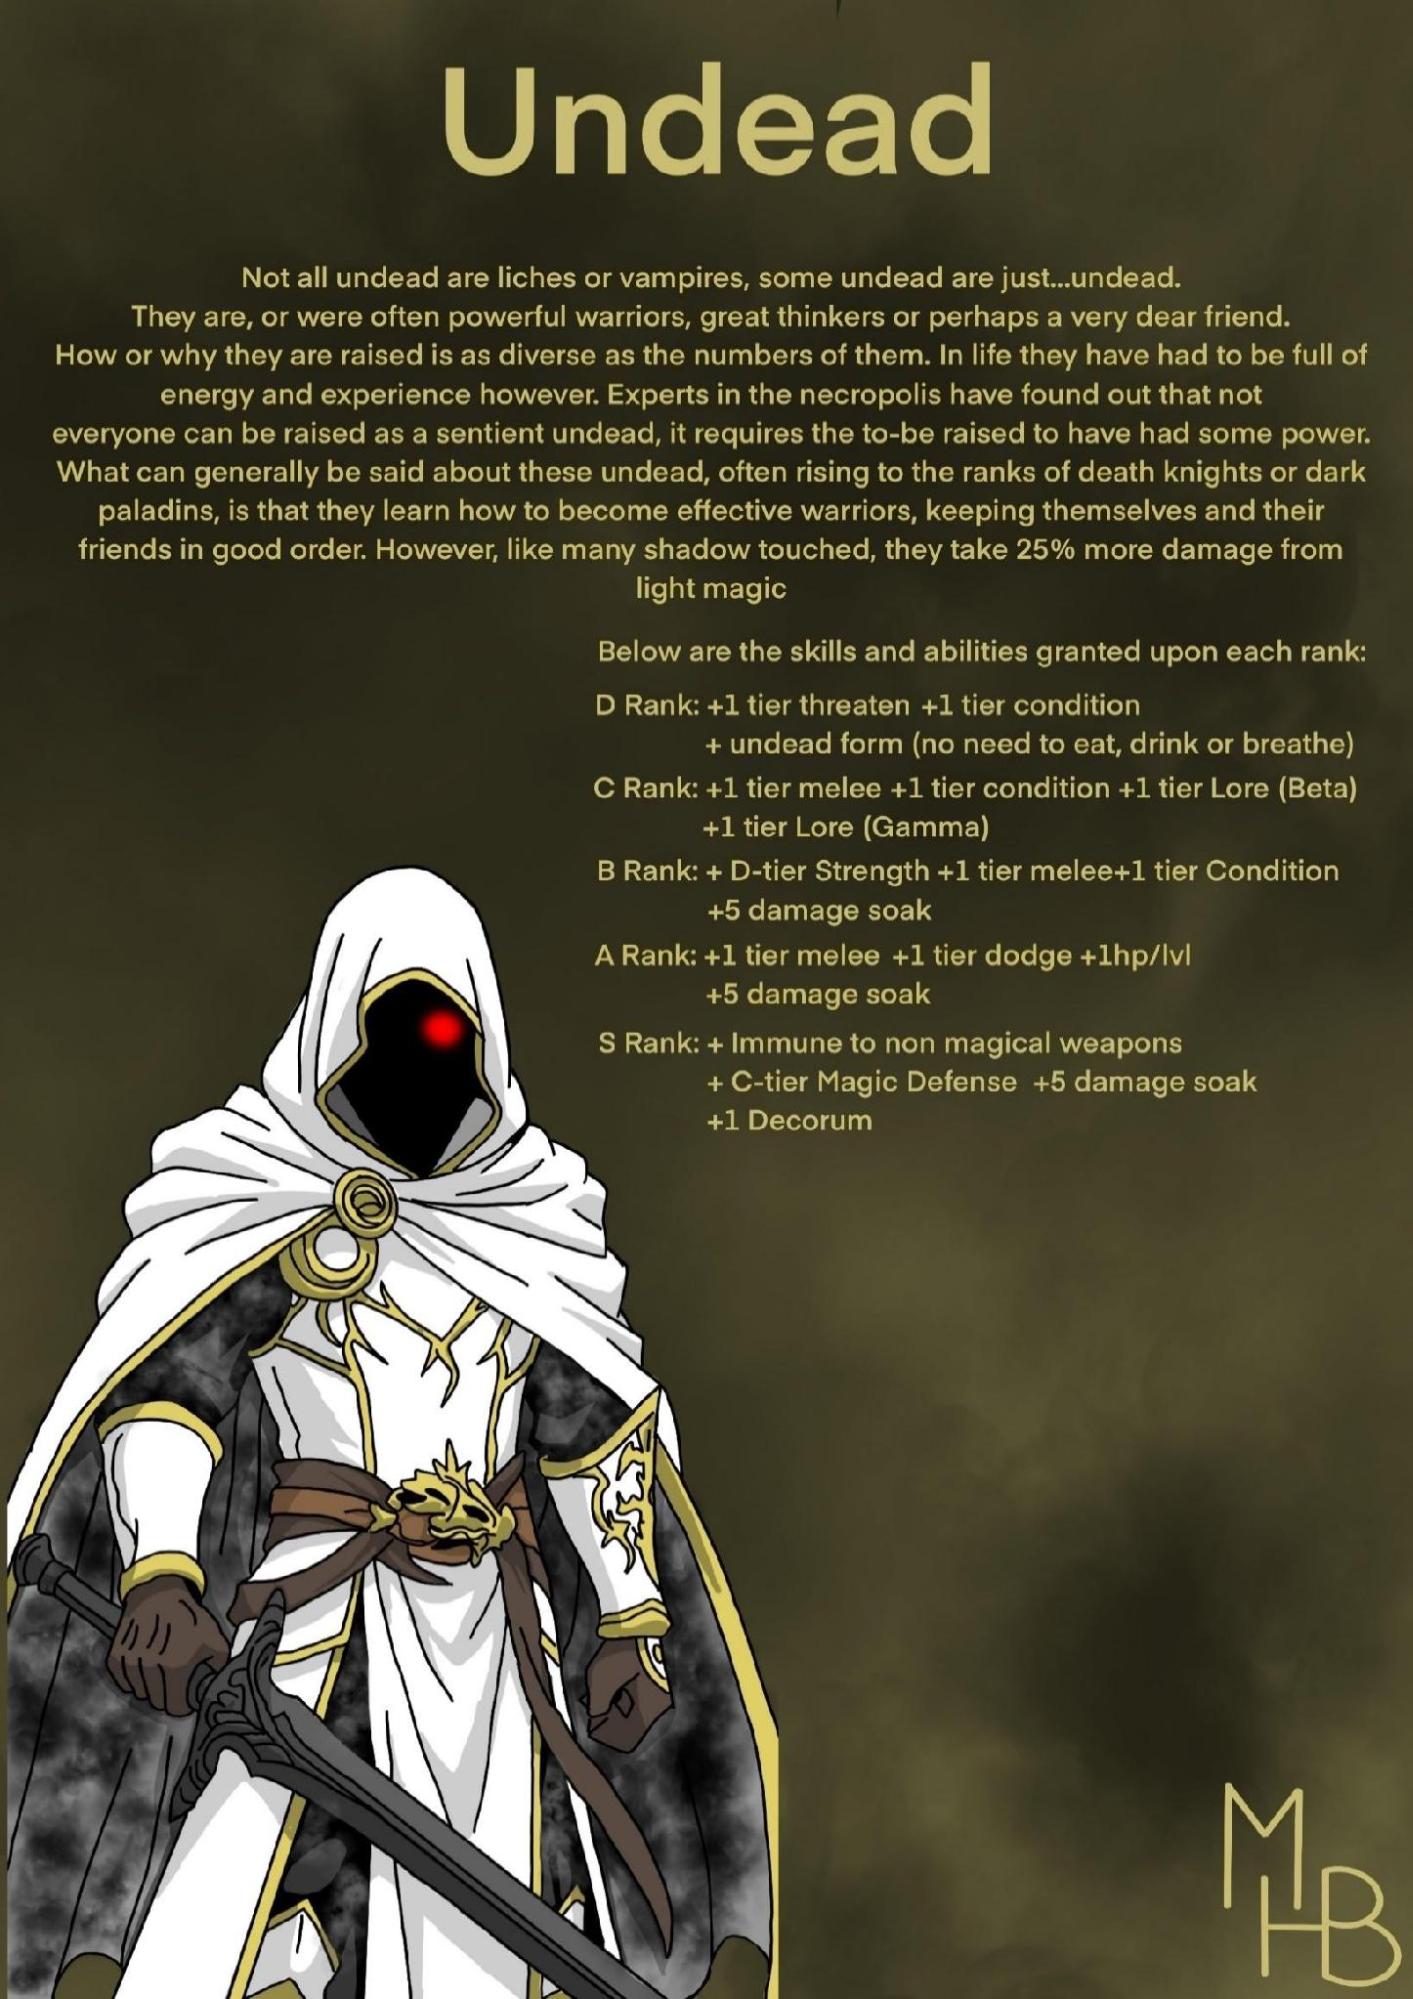 Undead
Not all undead are liches or vampires, some undead are just...undead.
They are, or were often powerful warriors, great thinkers or perhaps a very dear friend.
How or why they are raised is as diverse as the numbers of them. In life they have had to be full of
energy and experience however. Experts in the necropolis have found out that not
everyone can be raised as a sentient undead, it requires the to-be raised to have had some power.
What can generally be said about these undead, often rising to the ranks of death knights or dark
paladins, is that they learn how to become effective warriors, keeping themselves and their
friends in good order. However, like many shadow touched, they take 25% more damage from
light magic
Below are the skills and abilities granted upon each rank:
D Rank: +1 tier threaten +1 tier condition
+ undead form (no need to eat, drink or breathe)
C Rank: +1 tier melee +1 tier condition +1 tier Lore (Beta)
+1 tier Lore (Gamma)
B Rank: + D-tier Strength +1 tier melee+1 tier Condition
+5 damage soak
A Rank: +1 tier melee +1 tier dodge +1hp/lvl
+5 damage soak
S Rank: + Immune to non magical weapons
+ C-tier Magic Defense +5 damage soak
+1 Decorum
MHB